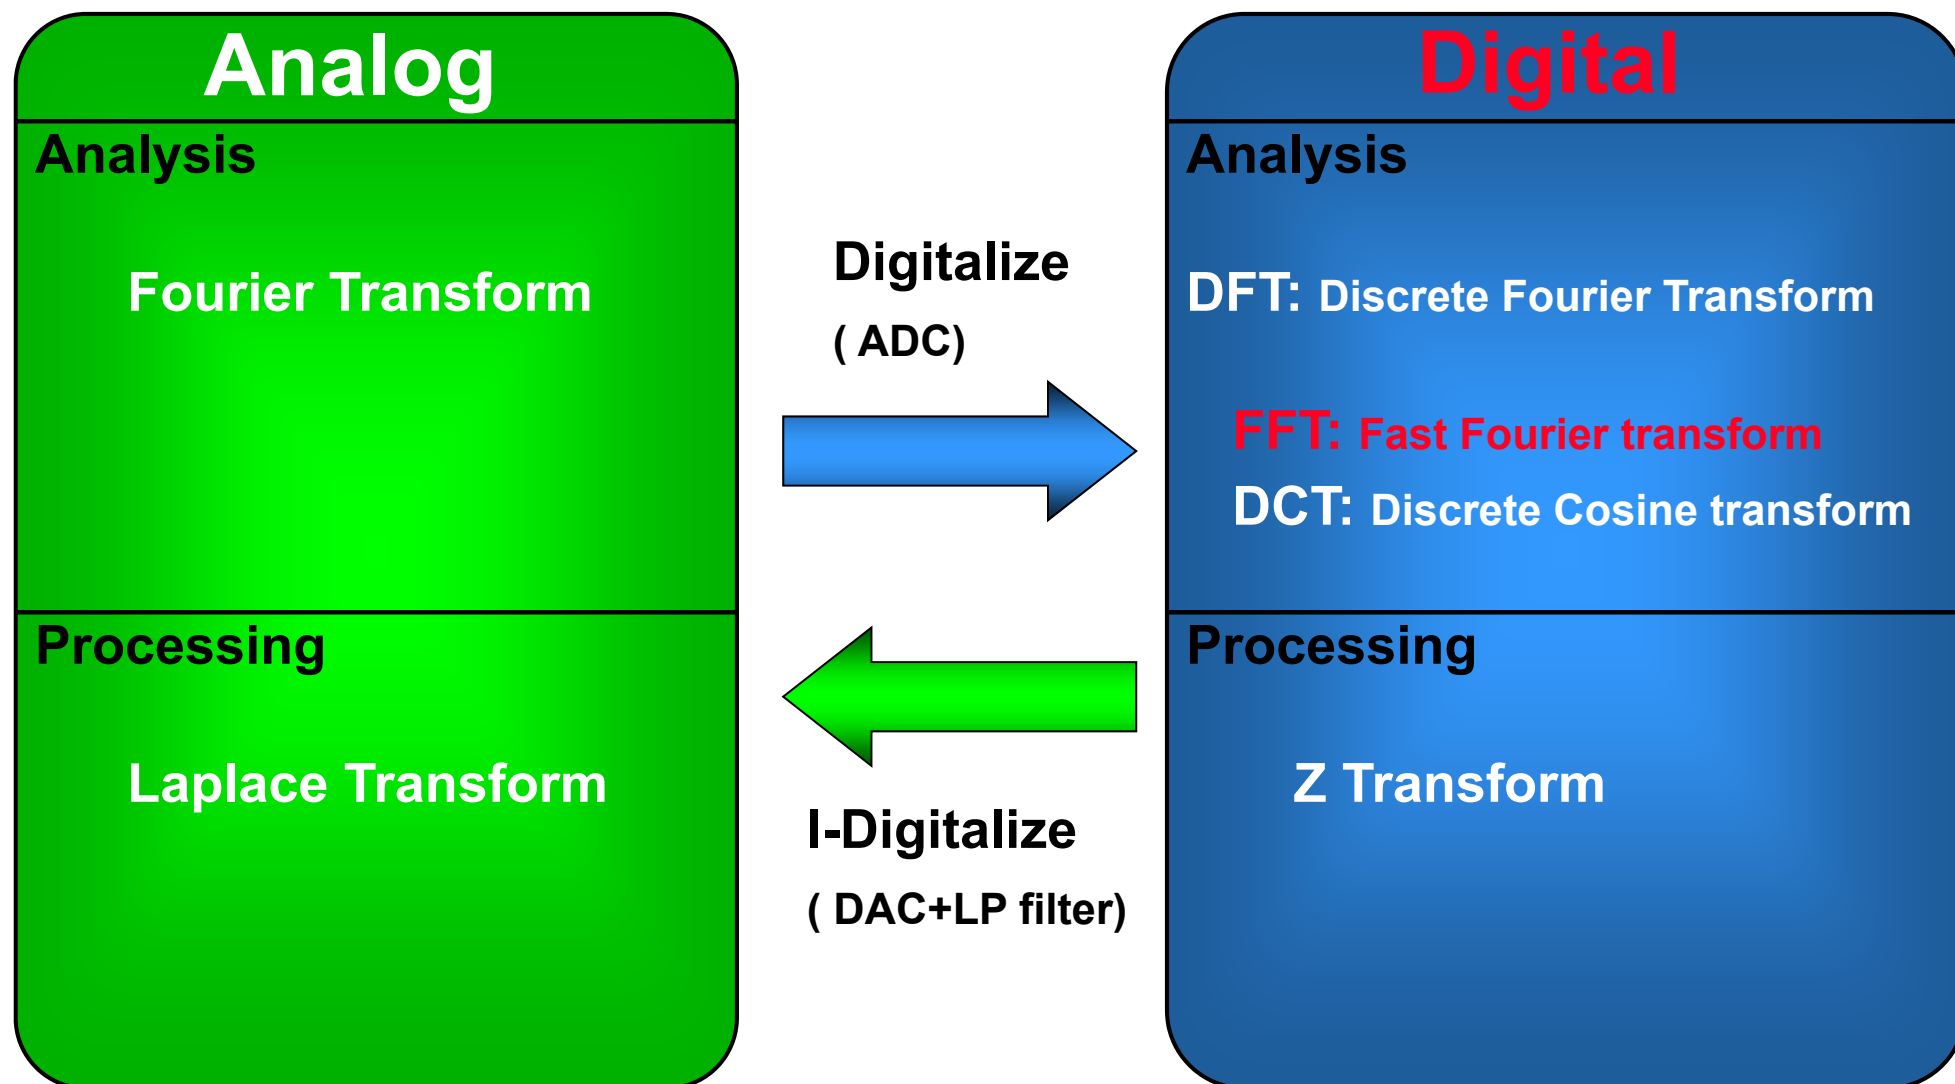 Analog
Analysis
Fourier Transform
Processing
Laplace Transform
Digitalize
( ADC)
I-Digitalize
( DAC+LP filter)
Digital
Analysis
DFT: Discrete Fourier Transform
FFT: Fast Fourier transform
DCT: Discrete Cosine transform
Processing
Z Transform